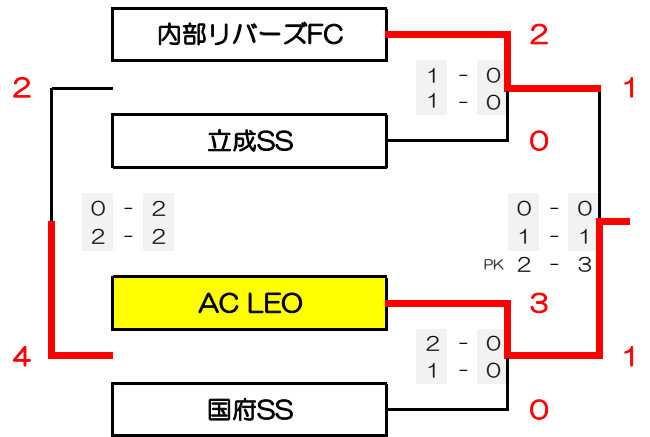 内部リバーズFC
2
2
1 - 0
1 - 0
1
立成SS
0
0 - 2
2 - 2
0 - 0
1 - 1
PK 2 - 3
AC LEO
3
4
2 - 0
1 - 0
1
国府SS
0